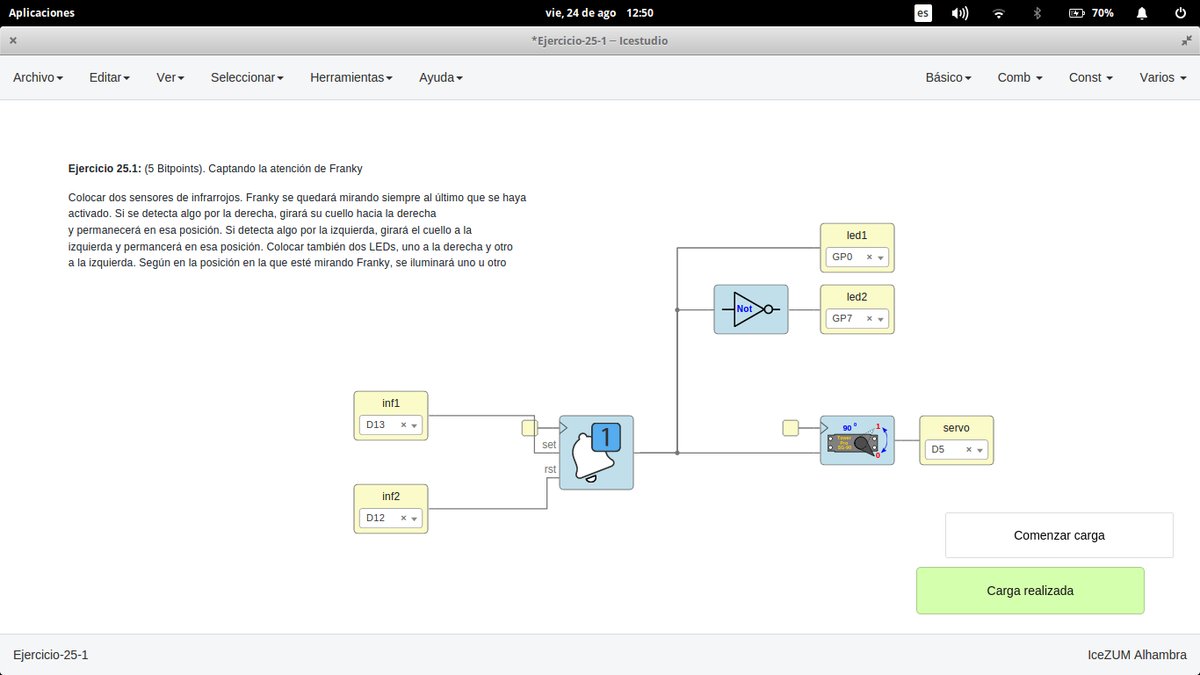 Aplicaciones
vie, 24 de ago 12:50
es
70%
*Ejercicio-25-1 – Icestudio
Archivo
Editar
Ver
Seleccionar
Herramientas
Ayuda
Básico
Comb
Const
Varios
Ejercicio 25.1: (5 Bitpoints). Captando la atención de Franky
Colocar dos sensores de infrarrojos. Franky se quedará mirando siempre al último que se haya
activado. Si se detecta algo por la derecha, girará su cuello hacia la derecha
y permanecerá en esa posición. Si detecta algo por la izquierda, girará el cuello a la
izquierda y permancerá en esa posición. Colocar también dos LEDs, uno a la derecha y otro
a la izquierda. Según en la posición en la que esté mirando Franky, se iluminará uno u otro
led1
GP0
led2
GP7
Not
inf1
D13
inf2
D12
set
rst
1
90 º
1
Tower
Pro
SG-90
0
servo
D5
Comenzar carga
Carga realizada
Ejercicio-25-1
IceZUM Alhambra